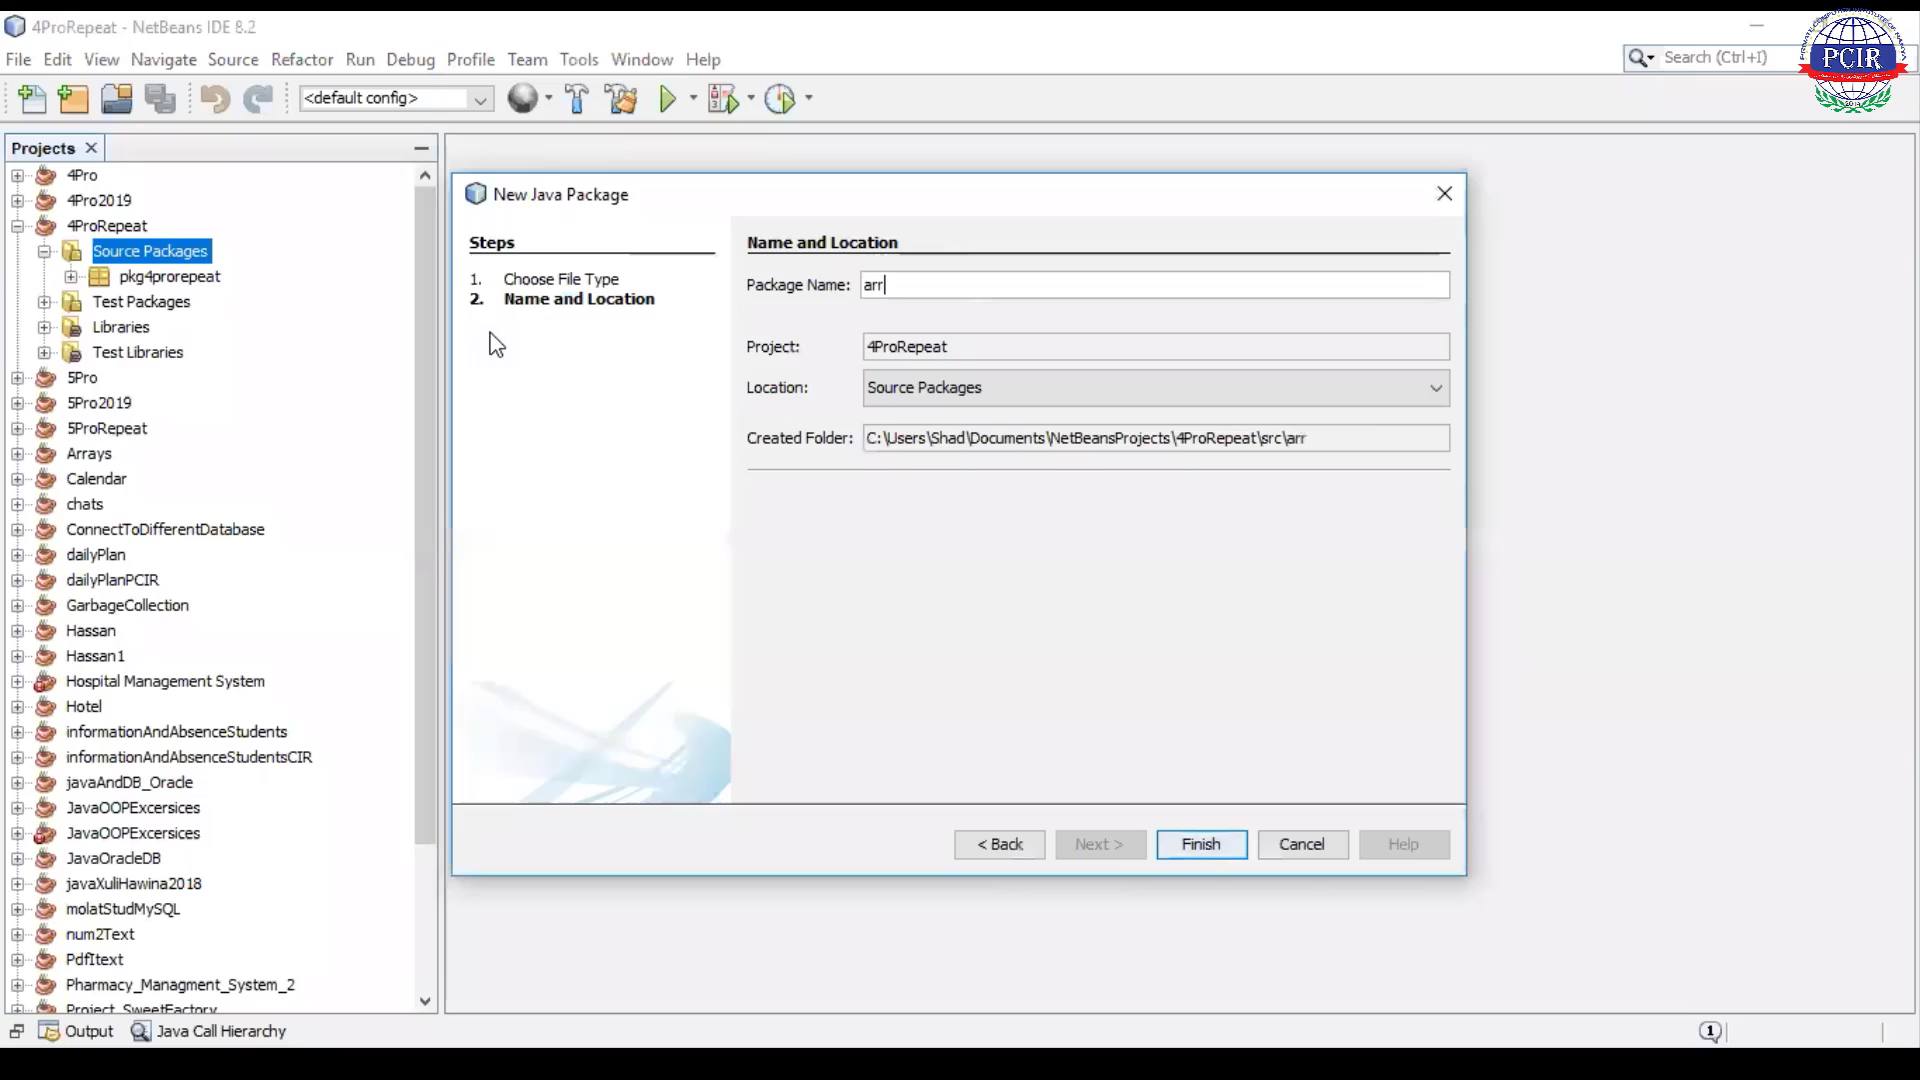 4ProRepeat - NetBeans IDE 8.2
File Edit View Navigate Source Refactor Run Debug Profile Team Tools Window Help
Search (Ctrl+I)
PCIR
2014
<default config>
Projects
4Pro
4Pro2019
4ProRepeat
Source Packages
pkg4prorepeat
Test Packages
Libraries
Test Libraries
5Pro
5Pro2019
5ProRepeat
Arrays
Calendar
chats
ConnectToDifferentDatabase
dailyPlan
dailyPlanPCIR
GarbageCollection
Hassan
Hassan1
Hospital Management System
Hotel
informationAndAbsenceStudents
informationAndAbsenceStudentsCIR
javaAndDB_Oracle
JavaOOPExcersices
JavaOOPExcersices
JavaOracleDB
javaXuliHawina2018
molatStudMySQL
num2Text
PdfItext
Pharmacy_Managment_System_2
Project_SweetFactory
New Java Package
Steps
1. Choose File Type
2. Name and Location
Name and Location
Package Name: arr
Project: 4ProRepeat
Location: Source Packages
Created Folder: C:\Users\Shad\Documents\NetBeansProjects\4ProRepeat\src\arr
< Back Next > Finish Cancel Help
Output Java Call Hierarchy
1